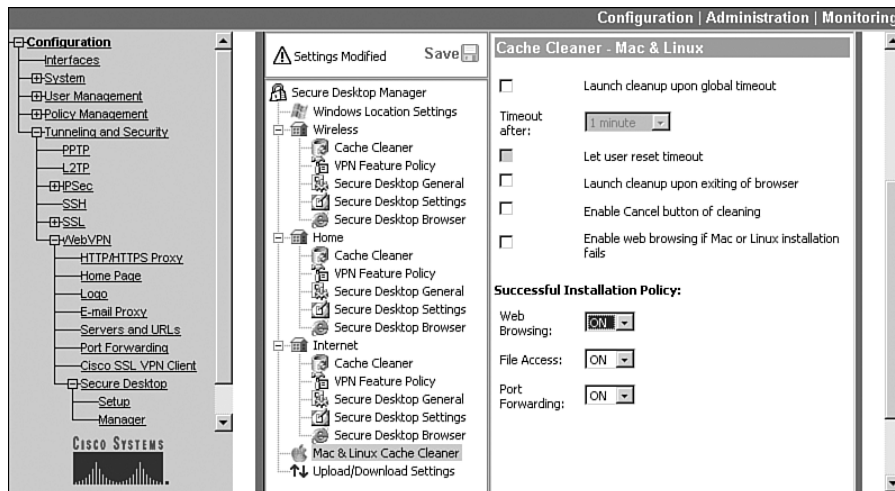 Configuration | Administration | Monitoring
Configuration
Interfaces
System
User Management
Policy Management
Tunneling and Security
PPTP
L2TP
IPSec
SSH
SSL
WebVPN
HTTP/HTTPS Proxy
Home Page
Logo
E-mail Proxy
Servers and URLs
Port Forwarding
Cisco SSL VPN Client
Secure Desktop
Setup
Manager
CISCO SYSTEMS
Settings Modified Save
Secure Desktop Manager
Windows Location Settings
Wireless
Cache Cleaner
VPN Feature Policy
Secure Desktop General
Secure Desktop Settings
Secure Desktop Browser
Home
Cache Cleaner
VPN Feature Policy
Secure Desktop General
Secure Desktop Settings
Secure Desktop Browser
Internet
Cache Cleaner
VPN Feature Policy
Secure Desktop General
Secure Desktop Settings
Secure Desktop Browser
Mac & Linux Cache Cleaner
Upload/Download Settings
Cache Cleaner - Mac & Linux
Launch cleanup upon global timeout
Timeout
after:
1 minute
Let user reset timeout
Launch cleanup upon exiting of browser
Enable Cancel button of cleaning
Enable web browsing if Mac or Linux installation
fails
Successful Installation Policy:
Web
Browsing:
ON
File Access: ON
Port
Forwarding:
ON